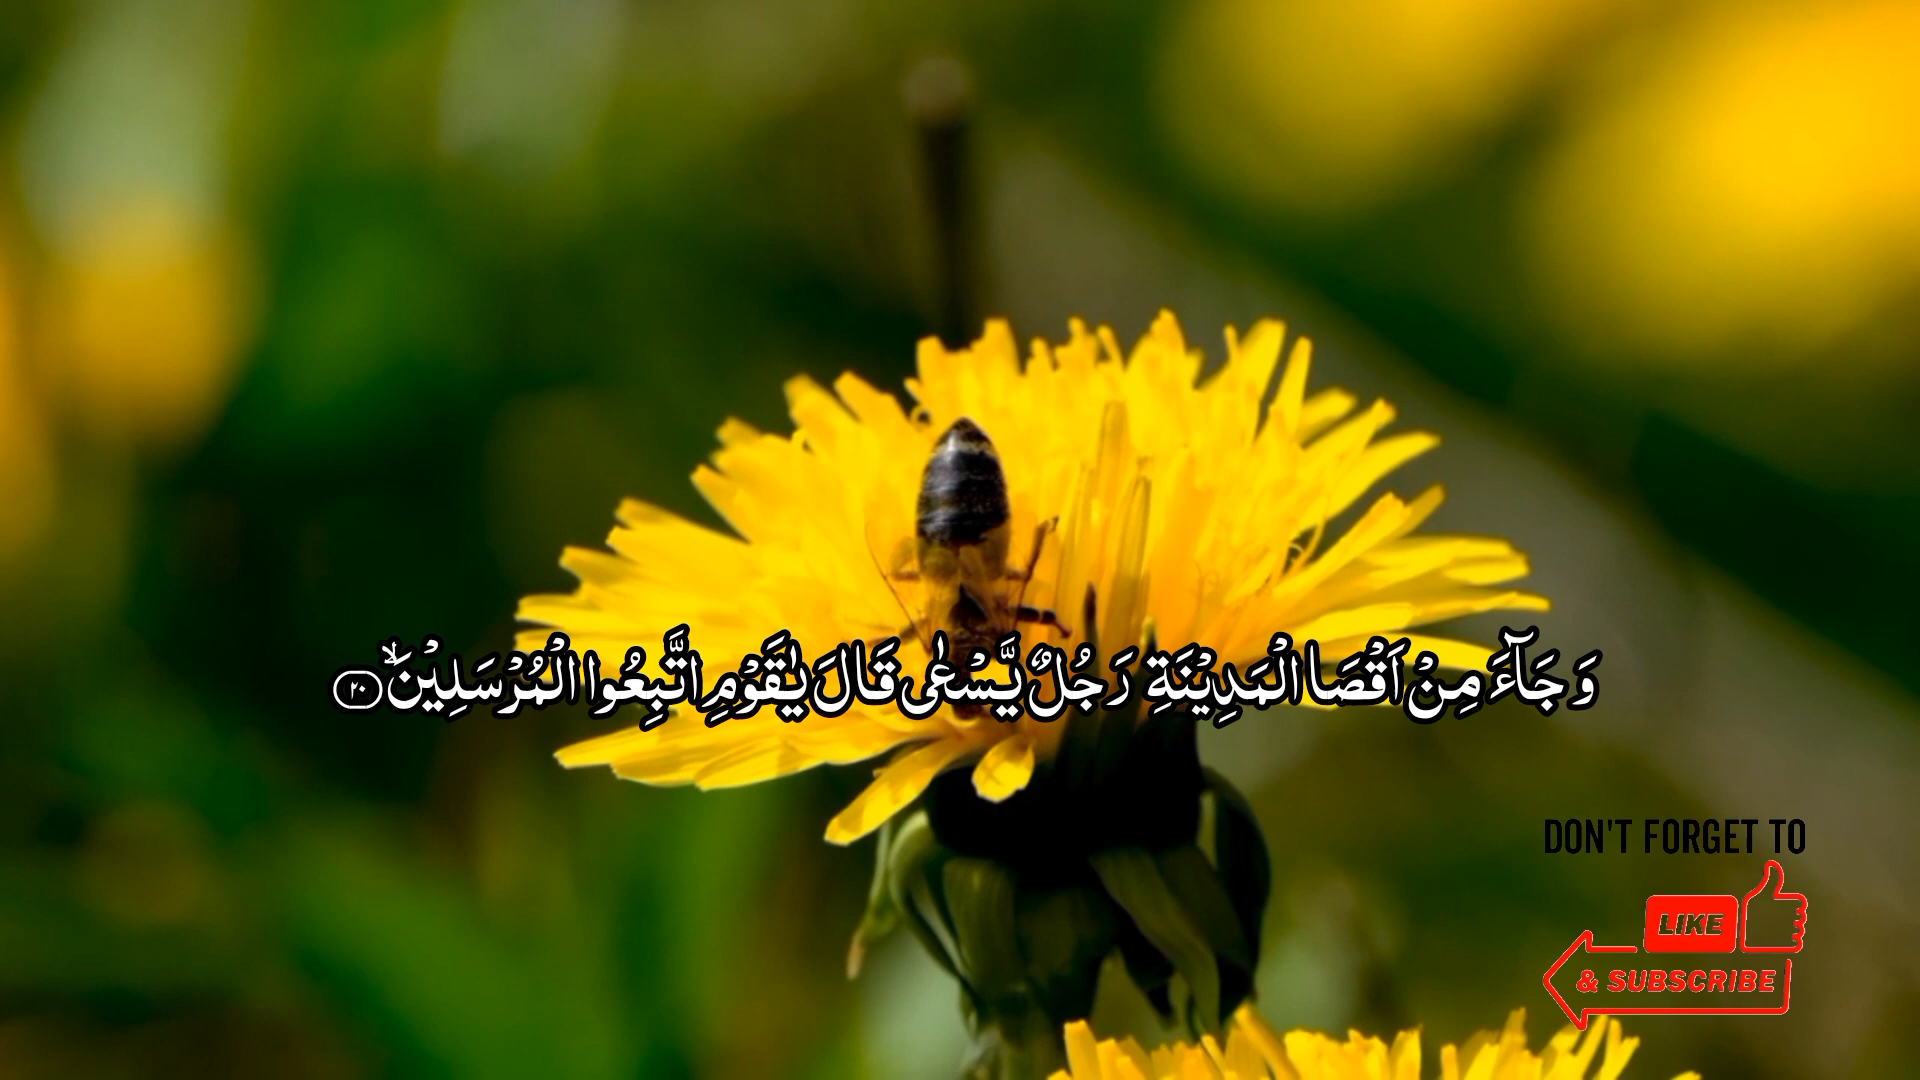 وَجَآءَ مِنْ اَقْصَا الْمَدِيْنَةِ رَجُلٌ يَّسْعٰى قَالَ يٰقَوْمِ اتَّبِعُوا الْمُرْسَلِيْنَۙ ۲۰
DON'T FORGET TO
LIKE
& SUBSCRIBE